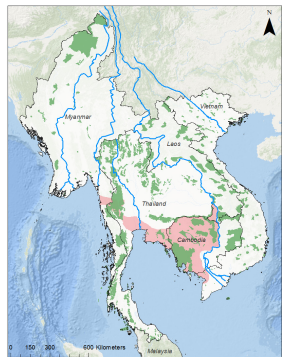 N
Myanmar
Vietnam
Laos
Thailand
Cambodia
0 150 300 600 Kilometers
Malaysia